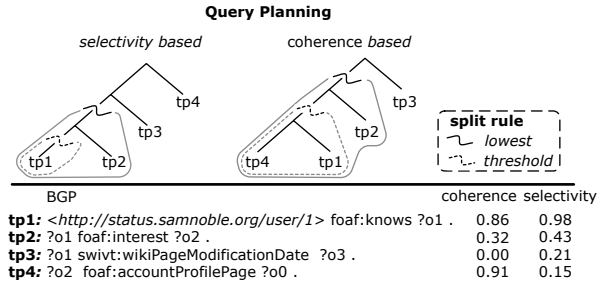 Query Planning
selectivity based
coherence based
tp4
tp3
tp1
tp2
tp3
tp2
tp4
tp1
split rule
lowest
threshold
BGP coherence selectivity
tp1: <http://status.samnoble.org/user/1> foaf:knows ?o1 . 0.86 0.98
tp2: ?o1 foaf:interest ?o2 . 0.32 0.43
tp3: ?o1 swivt:wikiPageModificationDate ?o3 . 0.00 0.21
tp4: ?o2 foaf:accountProfilePage ?o0 . 0.91 0.15